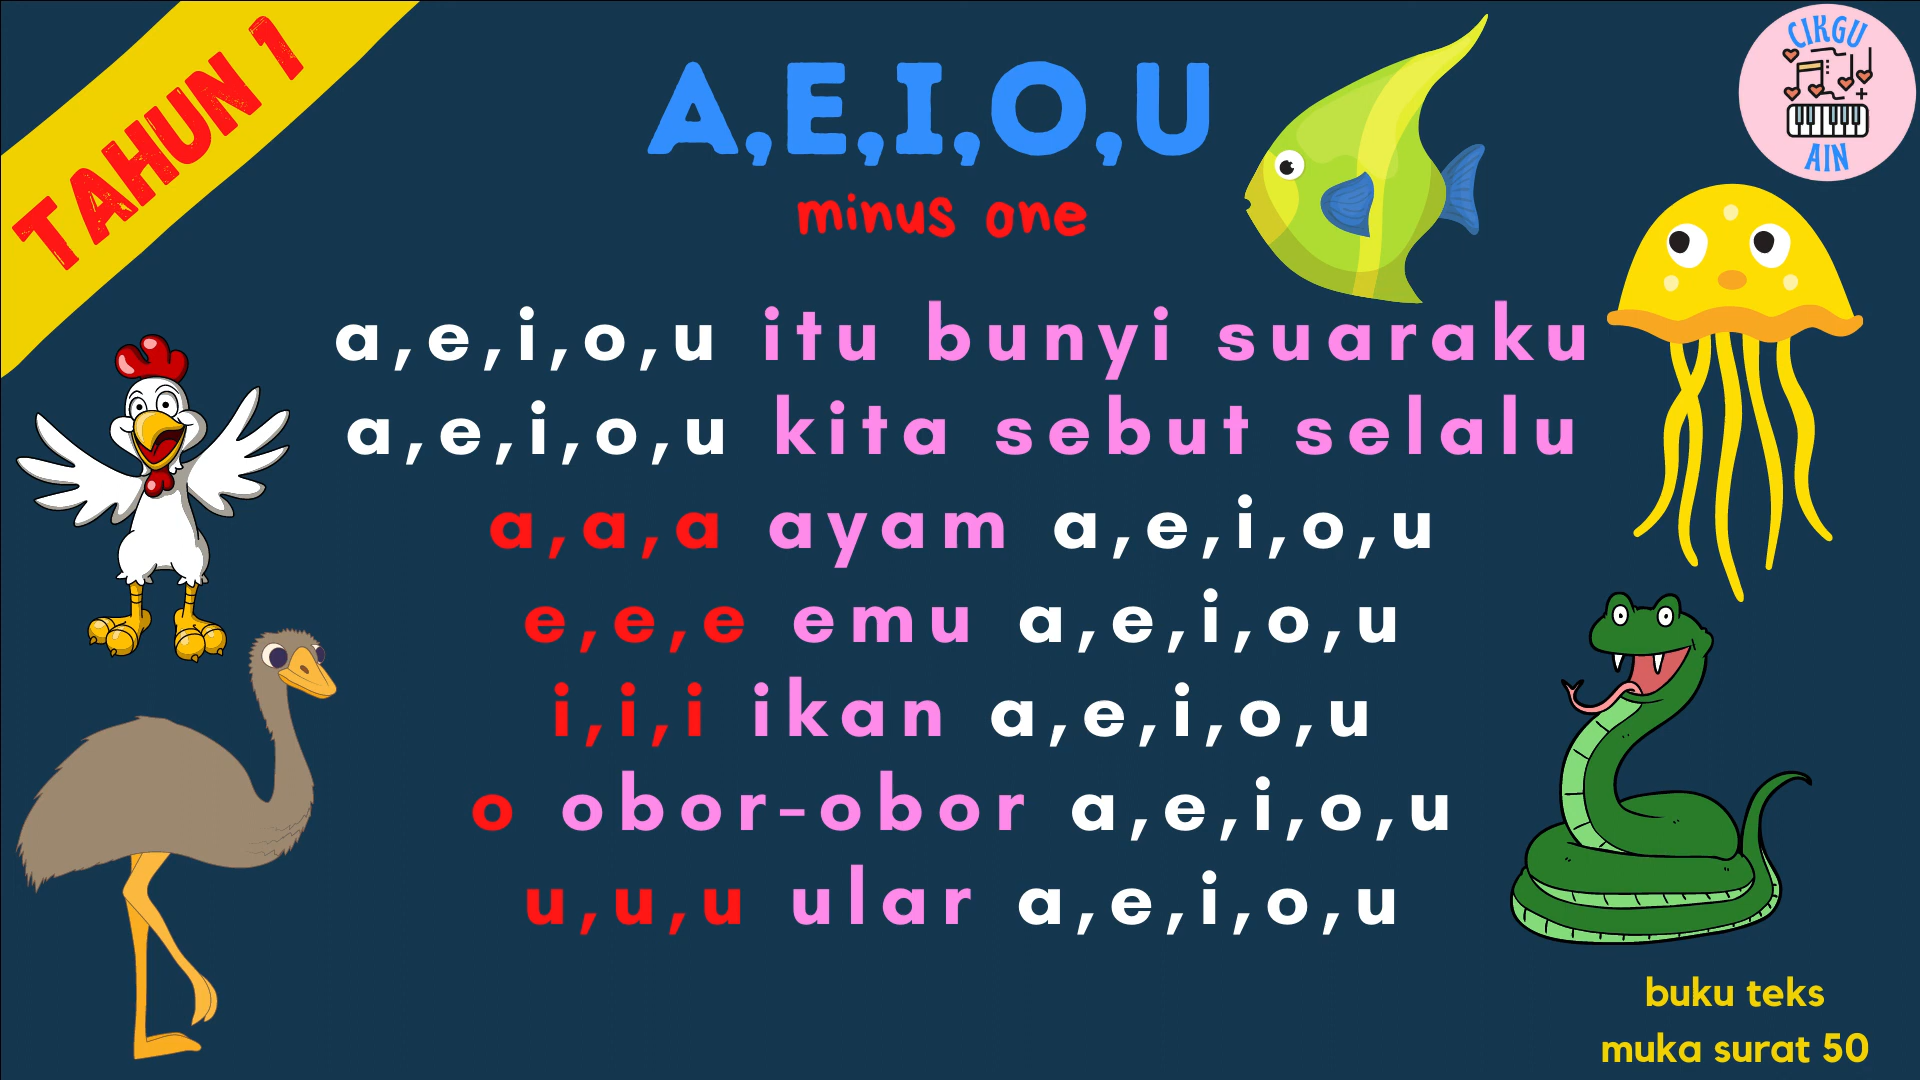 TAHUN 1
A,E,I,O,U
minus one
CIKGU
AIN
a,e,i,o,u itu bunyi suaraku
a,e,i,o,u kita sebut selalu
a,a,a ayam a,e,i,o,u
e,e,e emu a,e,i,o,u
i,i,i ikan a,e,i,o,u
o obor-obor a,e,i,o,u
u,u,u ular a,e,i,o,u
buku teks
muka surat 50